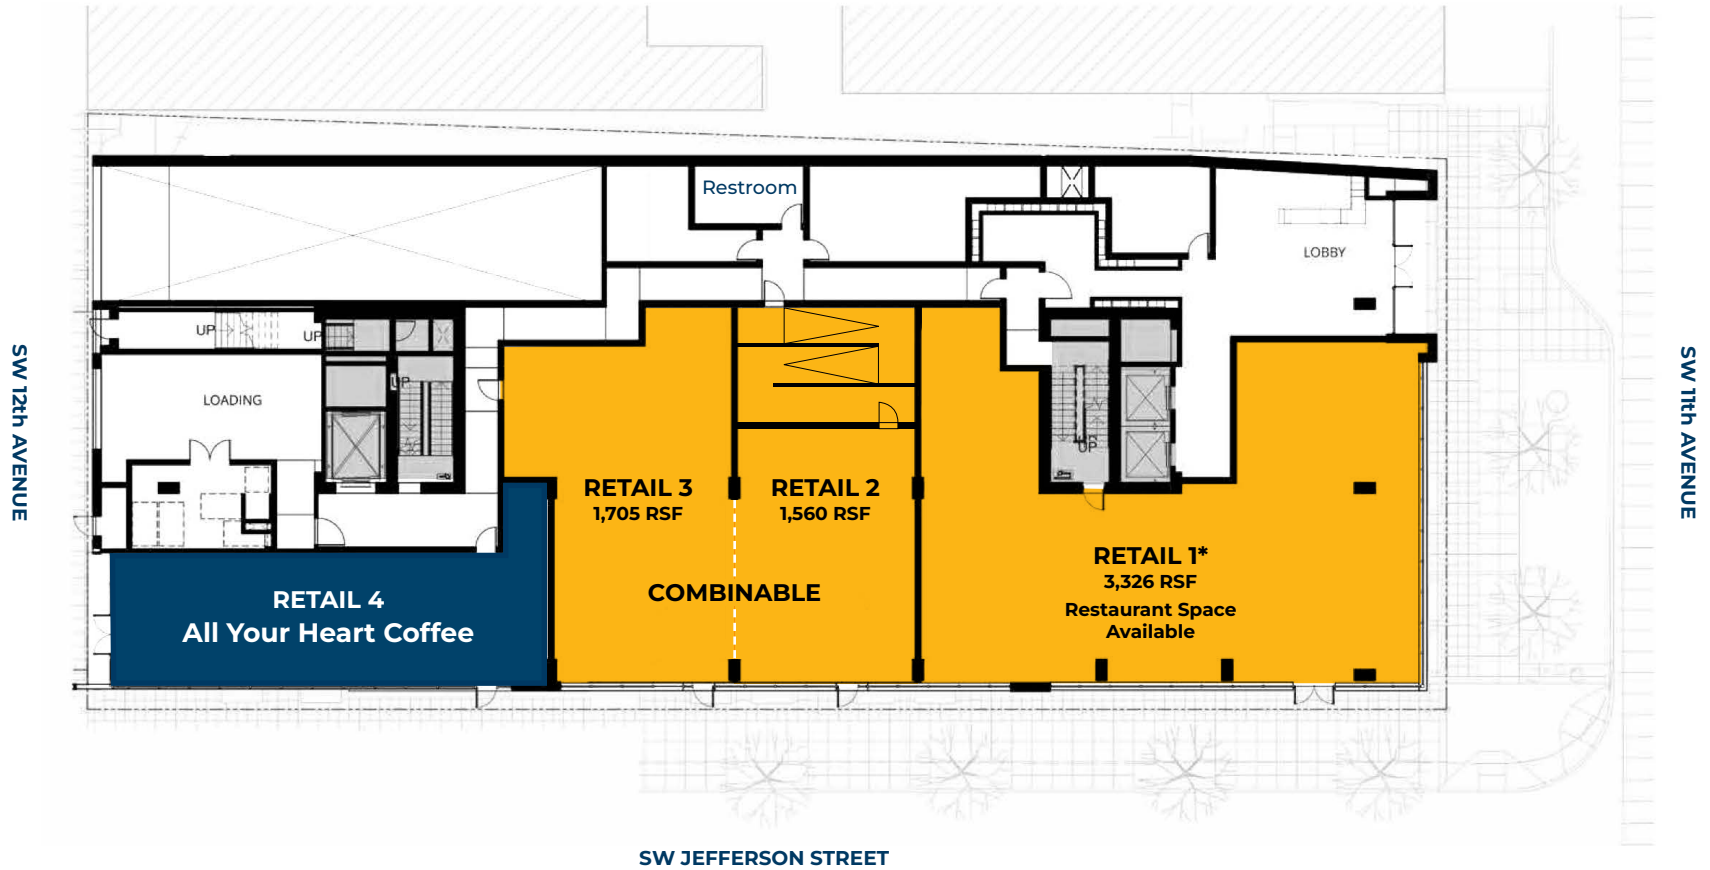 Restroom
LOBBY
UP
UP
SW 12th AVENUE
SW 11th AVENUE
UP
LOADING
UP
RETAIL 3
1,705 RSF
RETAIL 2
1,560 RSF
RETAIL 1*
3,326 RSF
Restaurant Space
Available
COMBINABLE
RETAIL 4
All Your Heart Coffee
SW JEFFERSON STREET